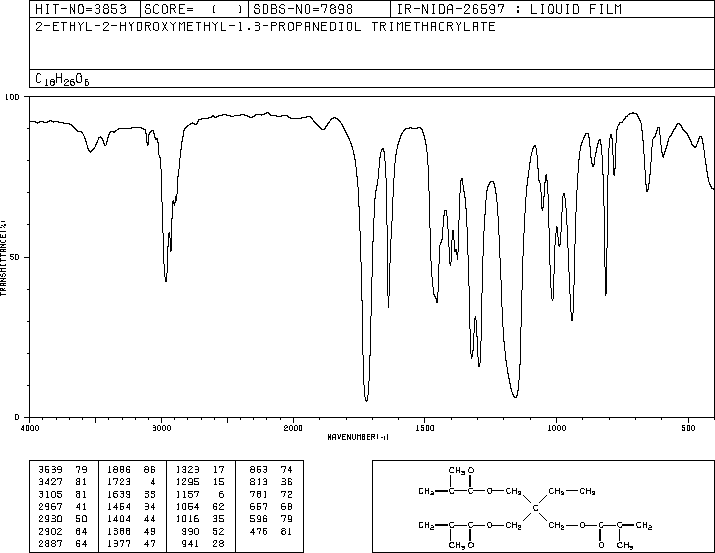 HIT-NO=3853 SCORE= ( ) SDBS-NO=7898 IR-NIDA-26597 : LIQUID FILM
2-ETHYL-2-HYDROXYMETHYL-1,3-PROPANEDIOL TRIMETHACRYLATE
C18H26O6
100
50
0
TRANSMITTANCE(%)
4000 3000 2000 1500 1000 500
WAVENUMBER(-1)
3539 79 1886 86 1323 17 863 74
3427 81 1723 4 1295 15 813 36
3105 81 1639 33 1157 6 781 72
2967 41 1454 34 1054 62 657 68
2930 50 1404 44 1016 35 596 79
2902 64 1388 49 990 52 476 81
2887 64 1377 47 941 28
CH3 O
CH2 C C O CH2 CH2 CH3
C
CH2 C C O CH2 CH2 O C C CH2
CH3 O O CH3